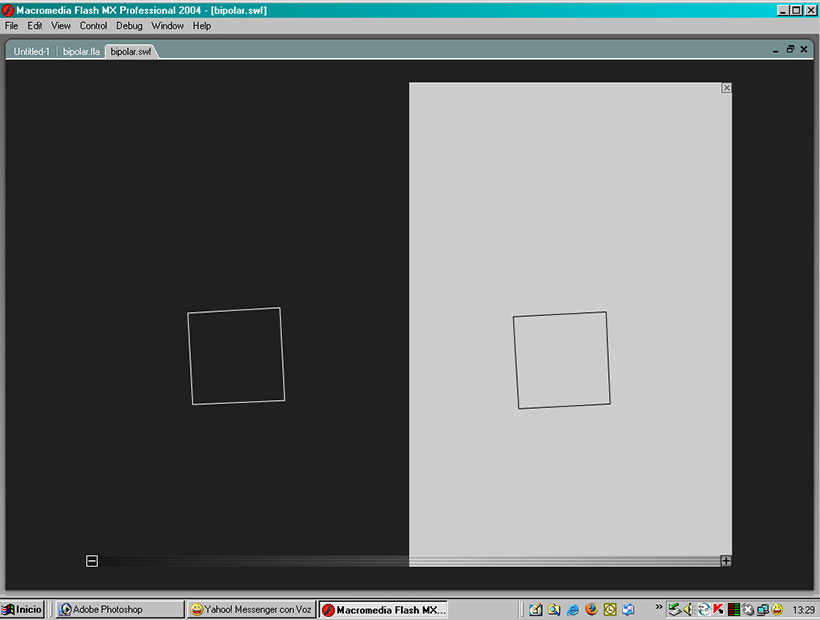 Macromedia Flash MX Professional 2004 - [bipolar.swf]
File Edit View Control Debug Window Help
Untitled-1 bipolar.fla bipolar.swf
Inicio Adobe Photoshop Yahoo! Messenger con Voz Macromedia Flash MX... 13:29